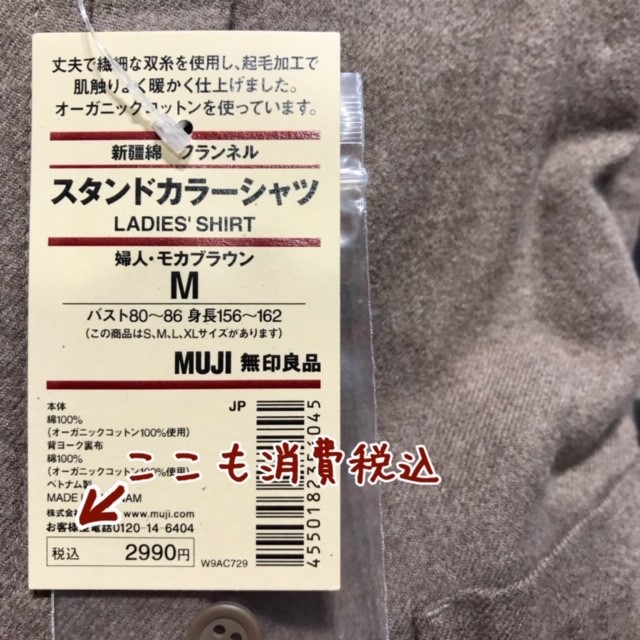 丈夫で繊細な双糸を使用し、起毛加工で
肌触りよく暖かく仕上げました。
オーガニックコットンを使っています。
新疆綿 フランネル
スタンドカラーシャツ
LADIES' SHIRT
婦人・モカブラウン
M
バスト80〜86 身長156〜162
(この商品はS、M、L、XLサイズがあります)
MUJI 無印良品
本体
綿100%
(オーガニックコットン100%使用)
背ヨーク裏布
綿100%
(オーガニックコットン100%使用)
ベトナム製
MADE
株式会社 www.muji.com
お客様 電話0120-14-6404
税込 2990円
JP
W9AC729
ここも消費税込